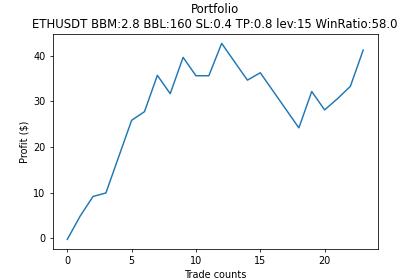 Portfolio
ETHUSDT BBM:2.8 BBL:160 SL:0.4 TP:0.8 lev:15 WinRatio:58.0
Profit ($)
40
30
20
10
0
0 5 10 15 20
Trade counts